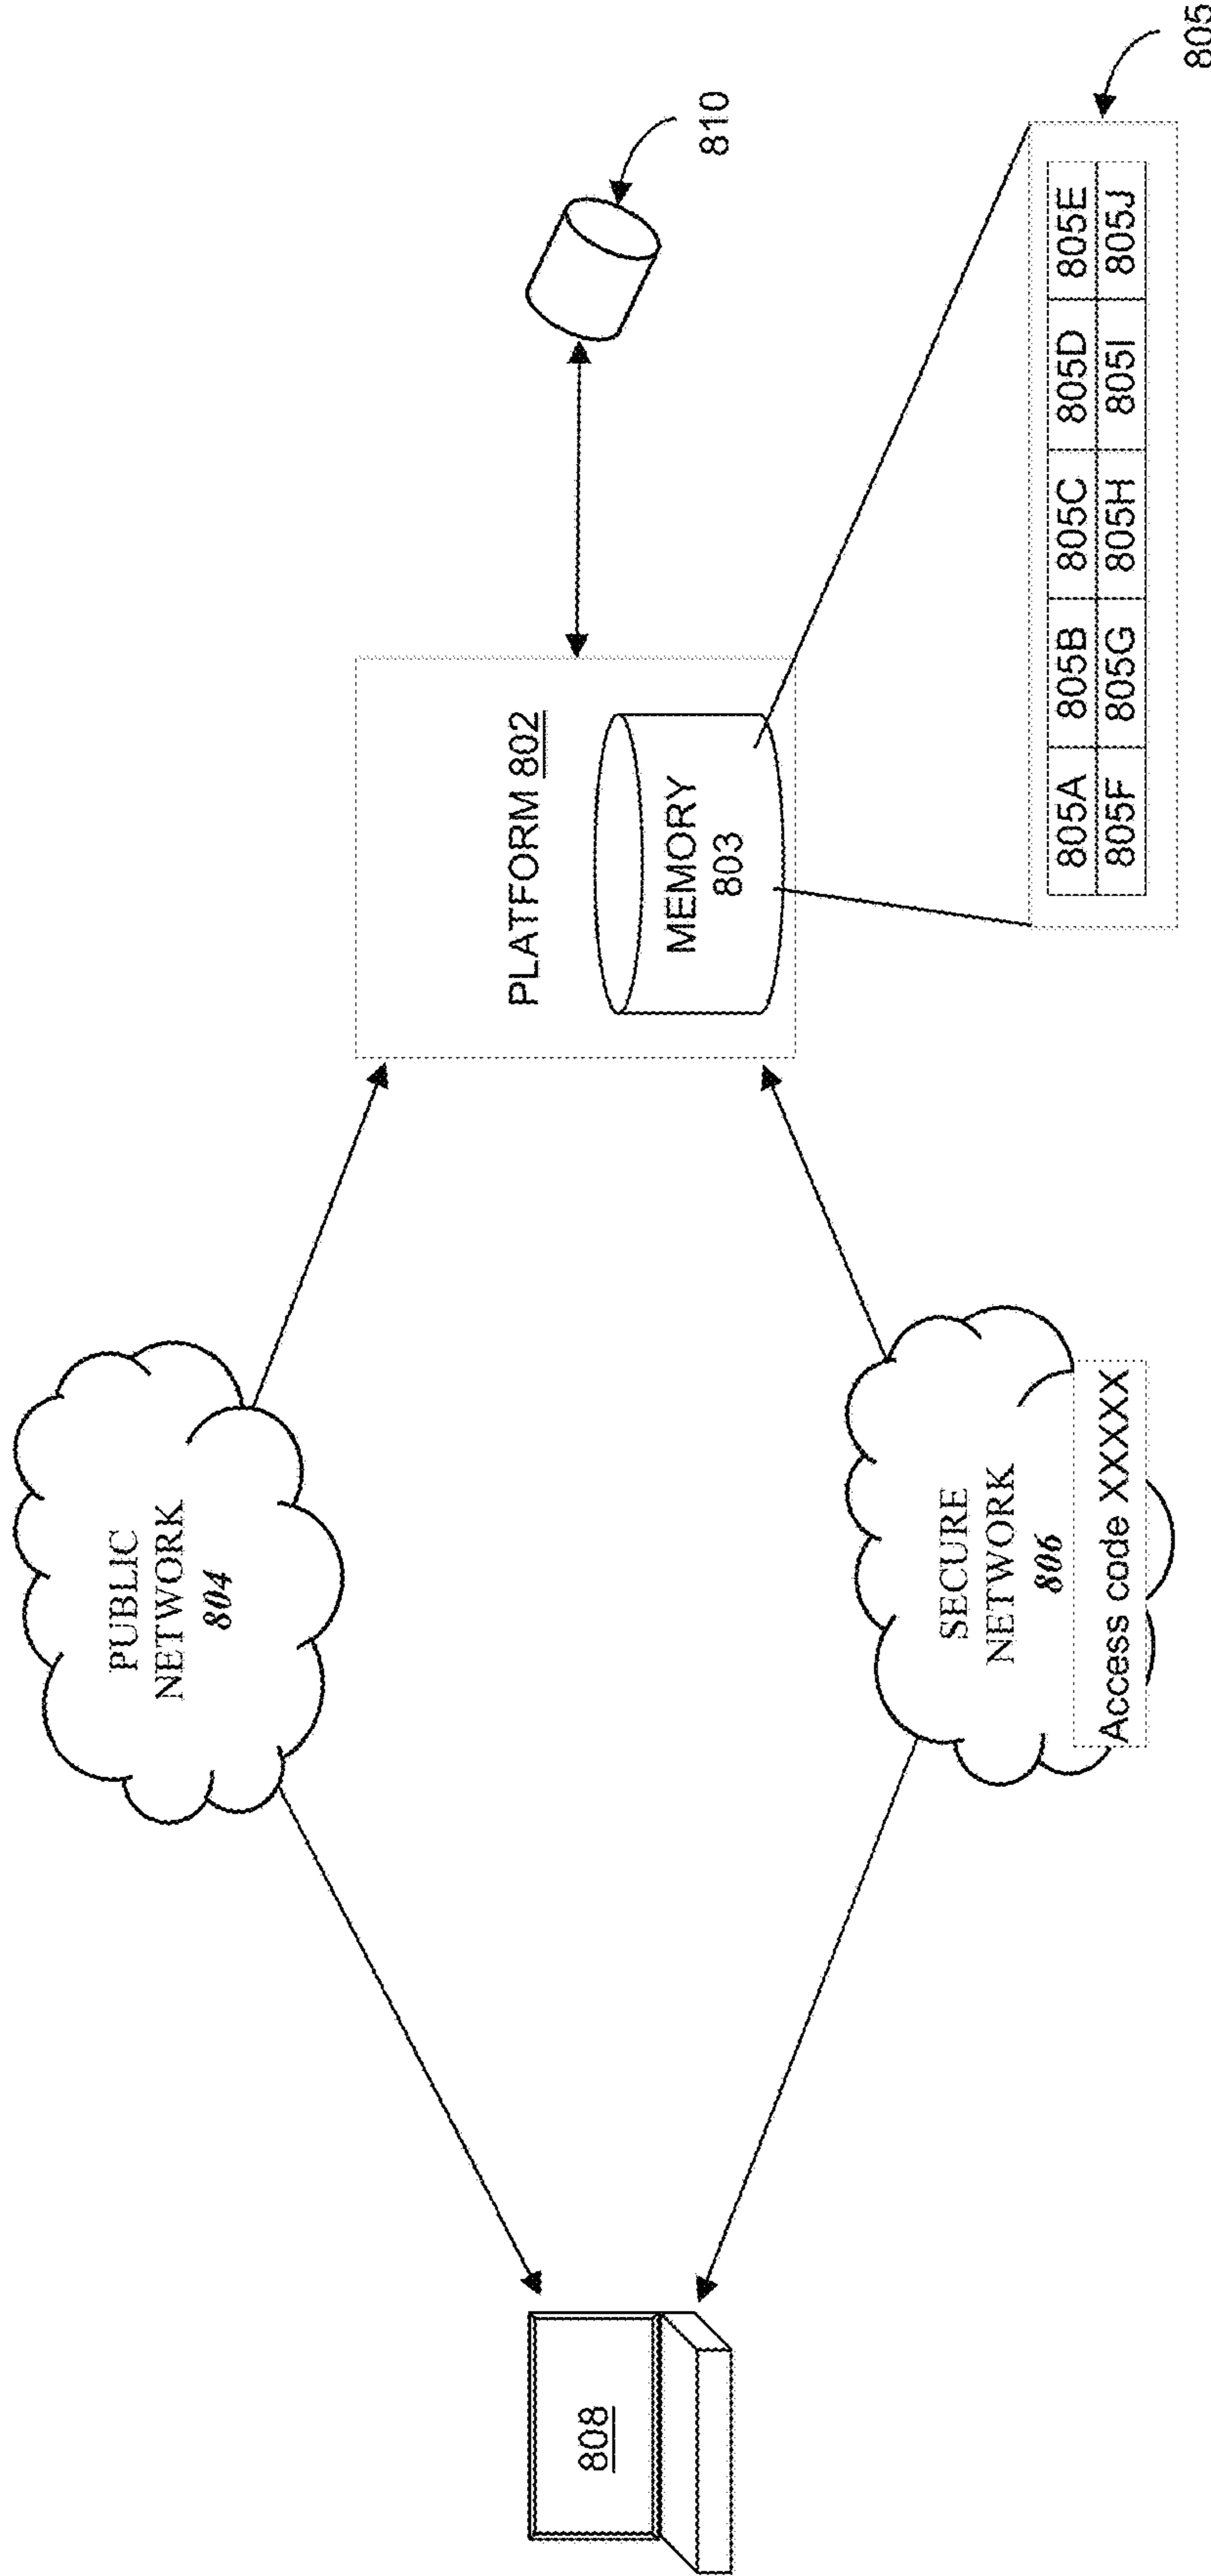 PUBLIC
NETWORK
804
810
PLATFORM 802
MEMORY
803
808
SECURE
NETWORK
806
Access code XXXXX
805A 805B 805C 805D 805E
805F 805G 805H 805I 805J
805